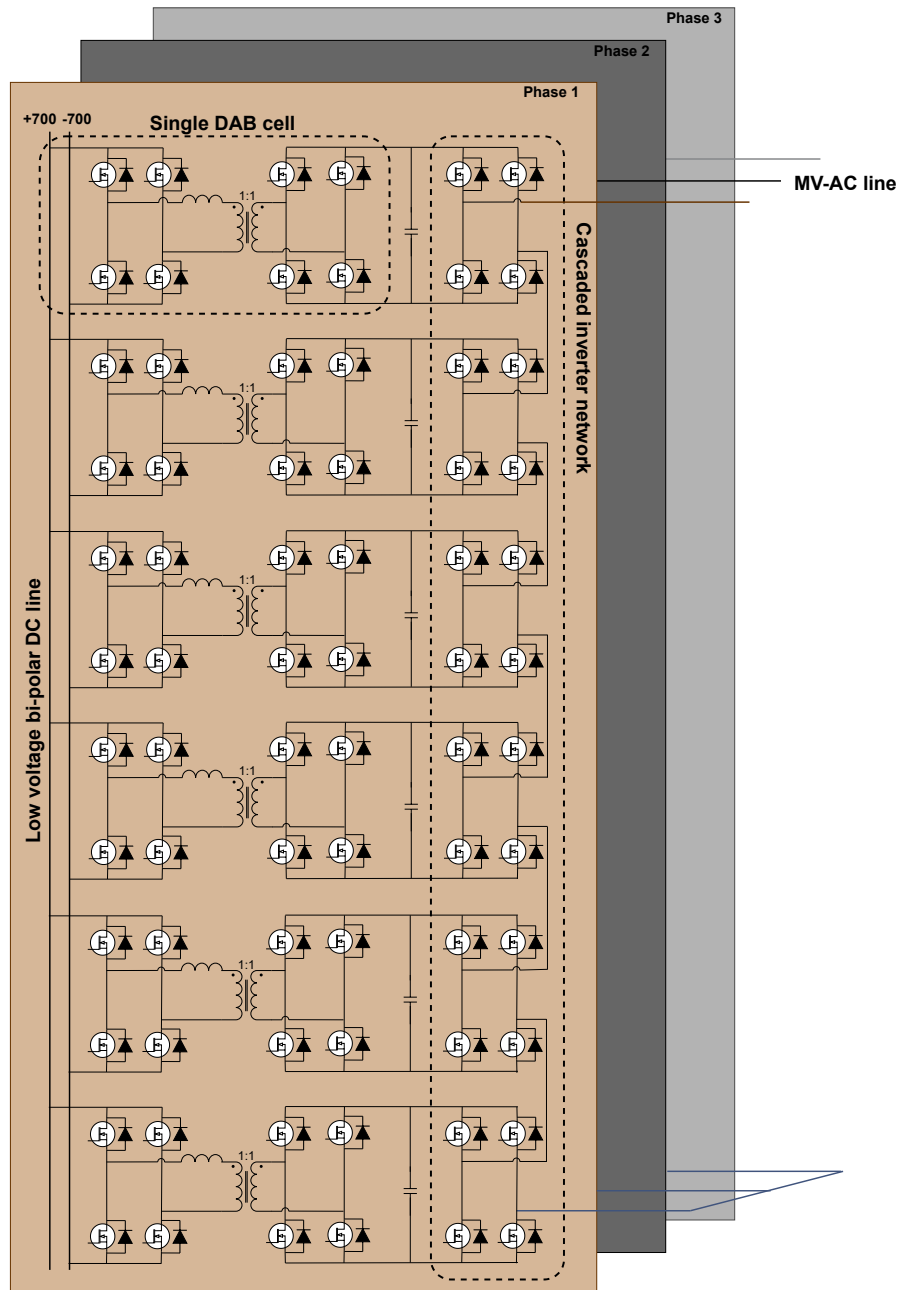 Phase 3
Phase 2
Phase 1
+700 -700
Single DAB cell
MV-AC line
1:1
Cascaded inverter network
1:1
1:1
Low voltage bi-polar DC line
1:1
1:1
1:1